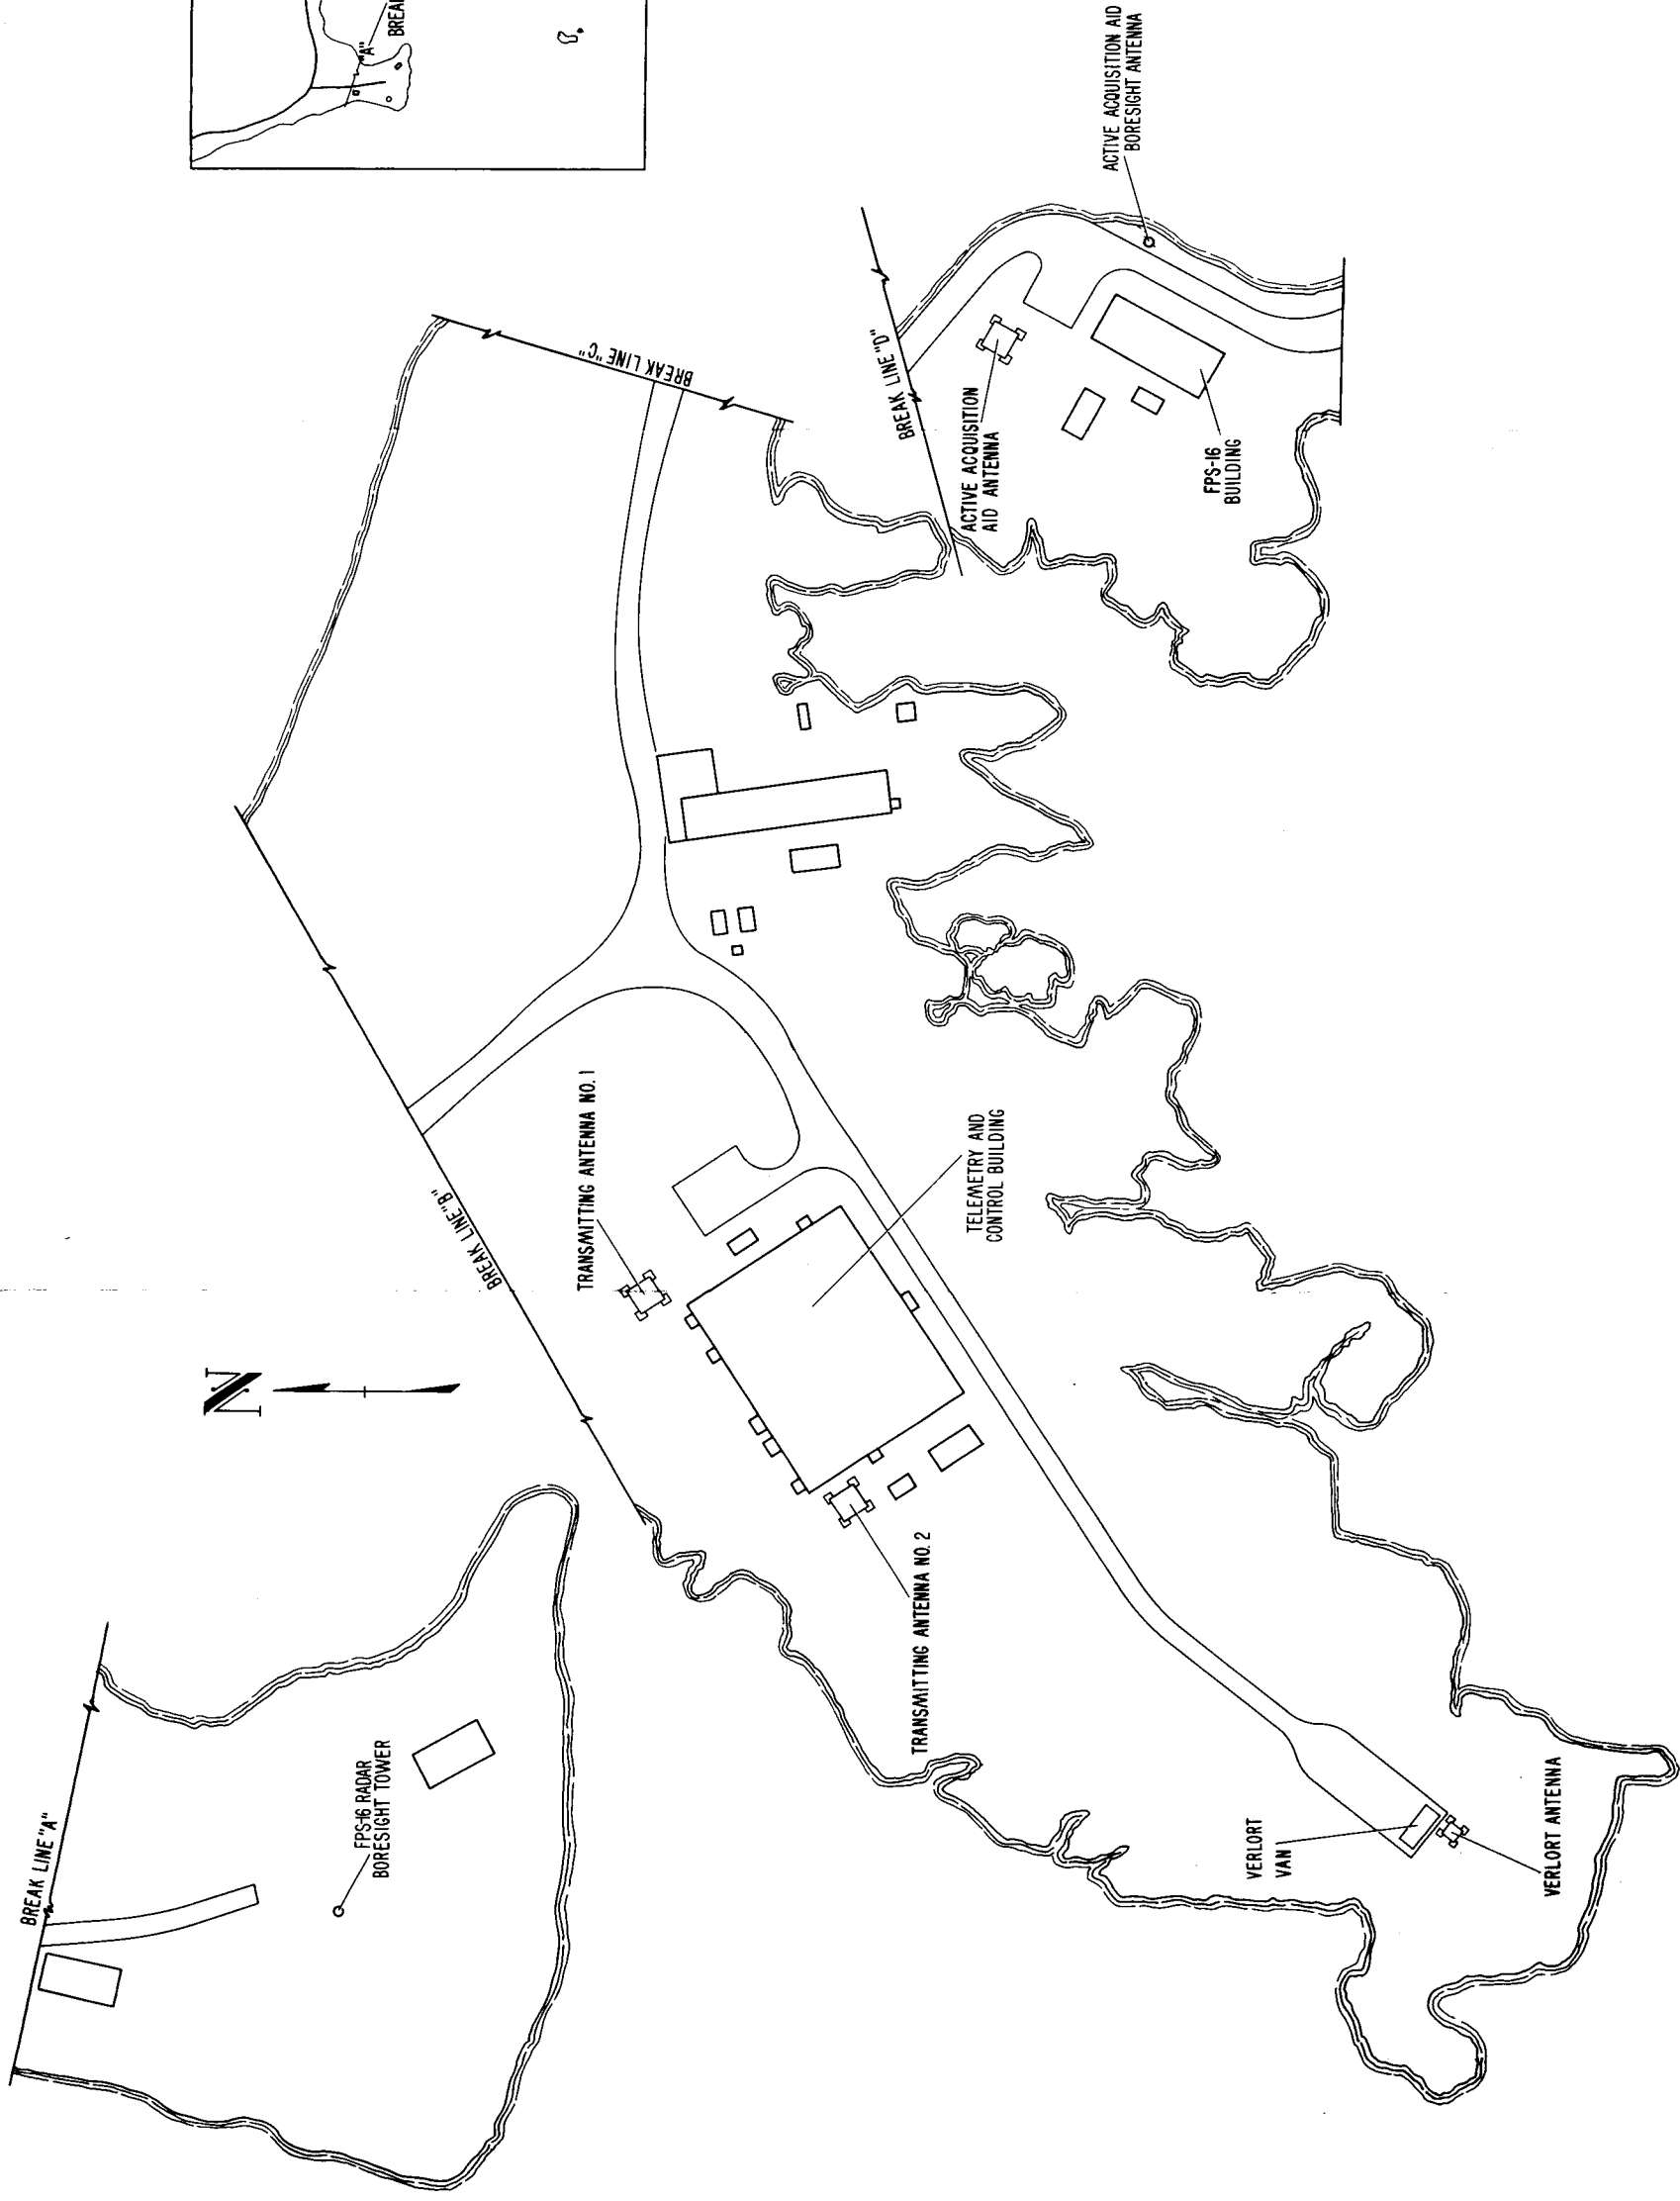 BREAK LINE "A"
FPS-16 RADAR
BORESIGHT TOWER
N
"A"
BREAK LINE "B"
BREAK LINE "C"
BREAK LINE "D"
TRANSMITTING ANTENNA NO. 1
TRANSMITTING ANTENNA NO. 2
TELEMETRY AND
CONTROL BUILDING
VERLORT
VAN
VERLORT ANTENNA
ACTIVE ACQUISITION
AID ANTENNA
FPS-16
BUILDING
ACTIVE ACQUISITION AID
BORESIGHT ANTENNA